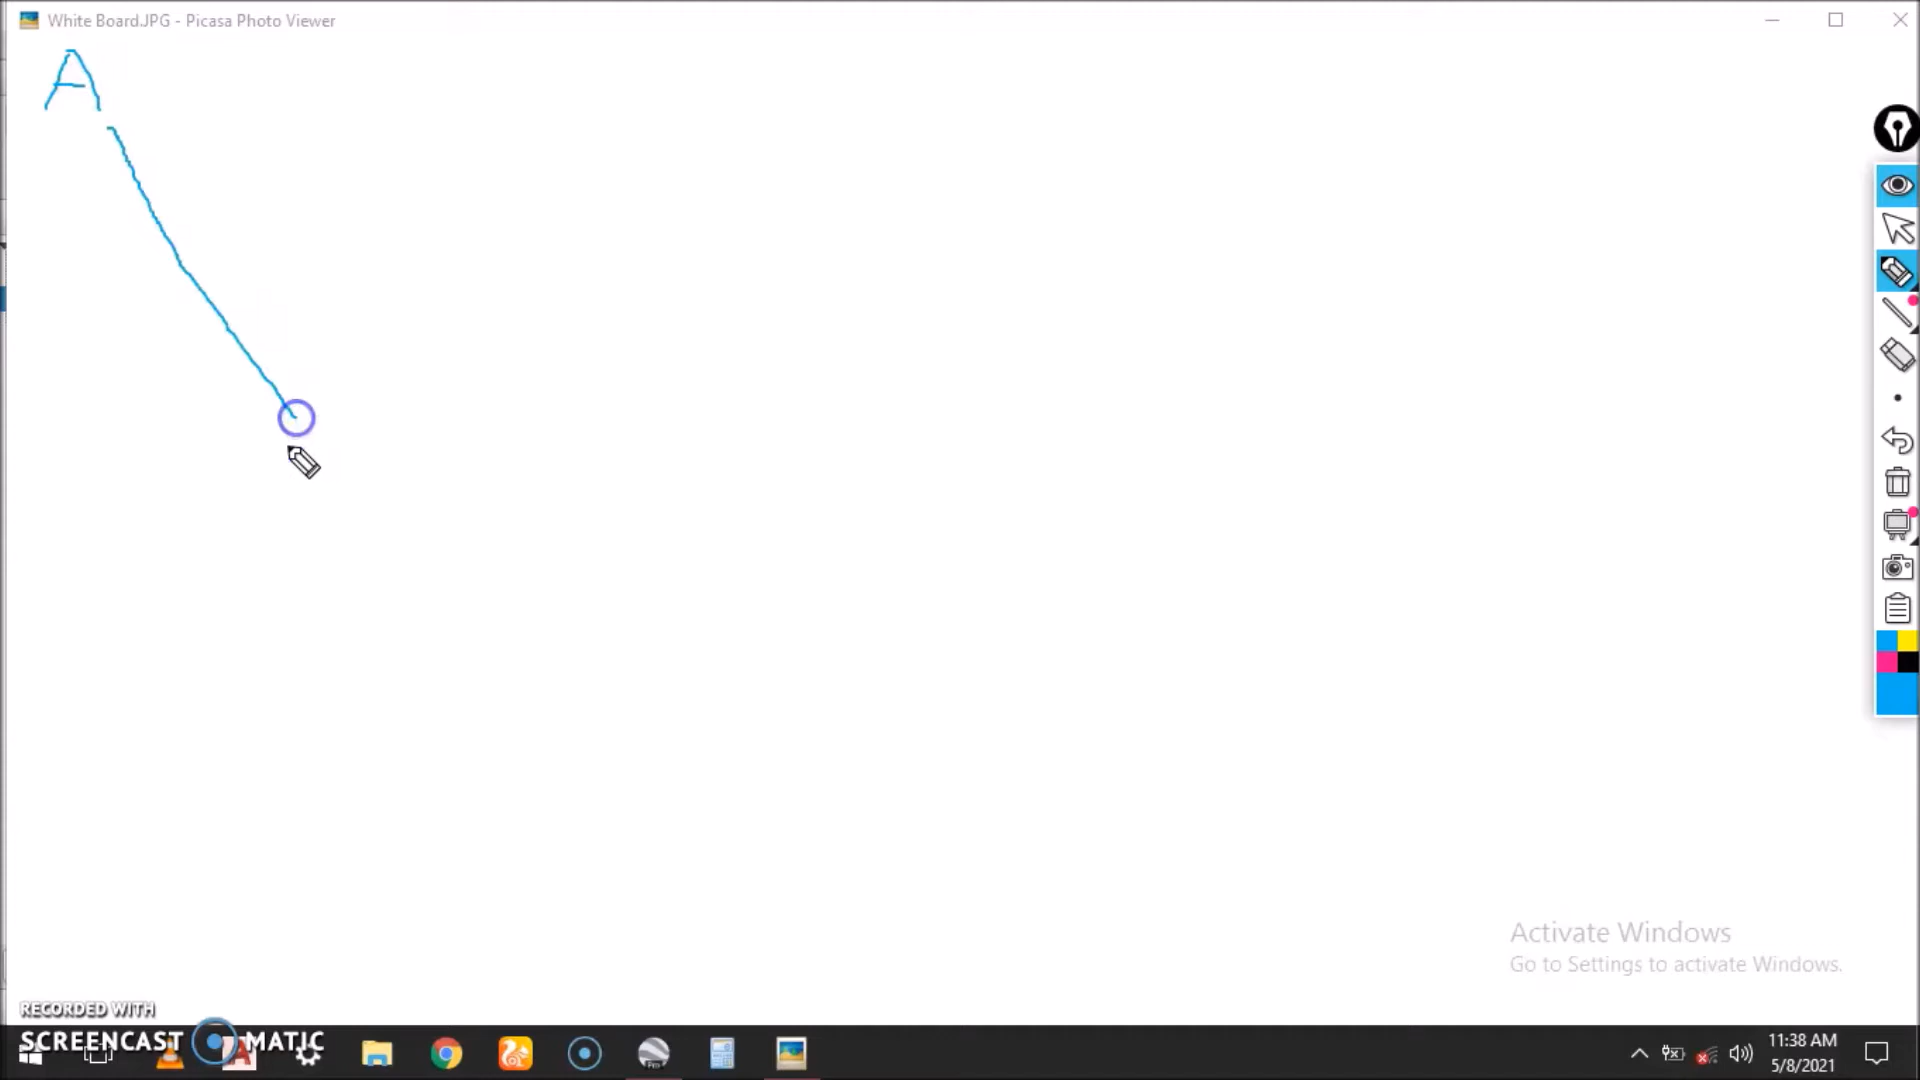 White Board.JPG - Picasa Photo Viewer
A
Activate Windows
Go to Settings to activate Windows.
RECORDED WITH
SCREENCAST MATIC
11:38 AM
5/8/2021